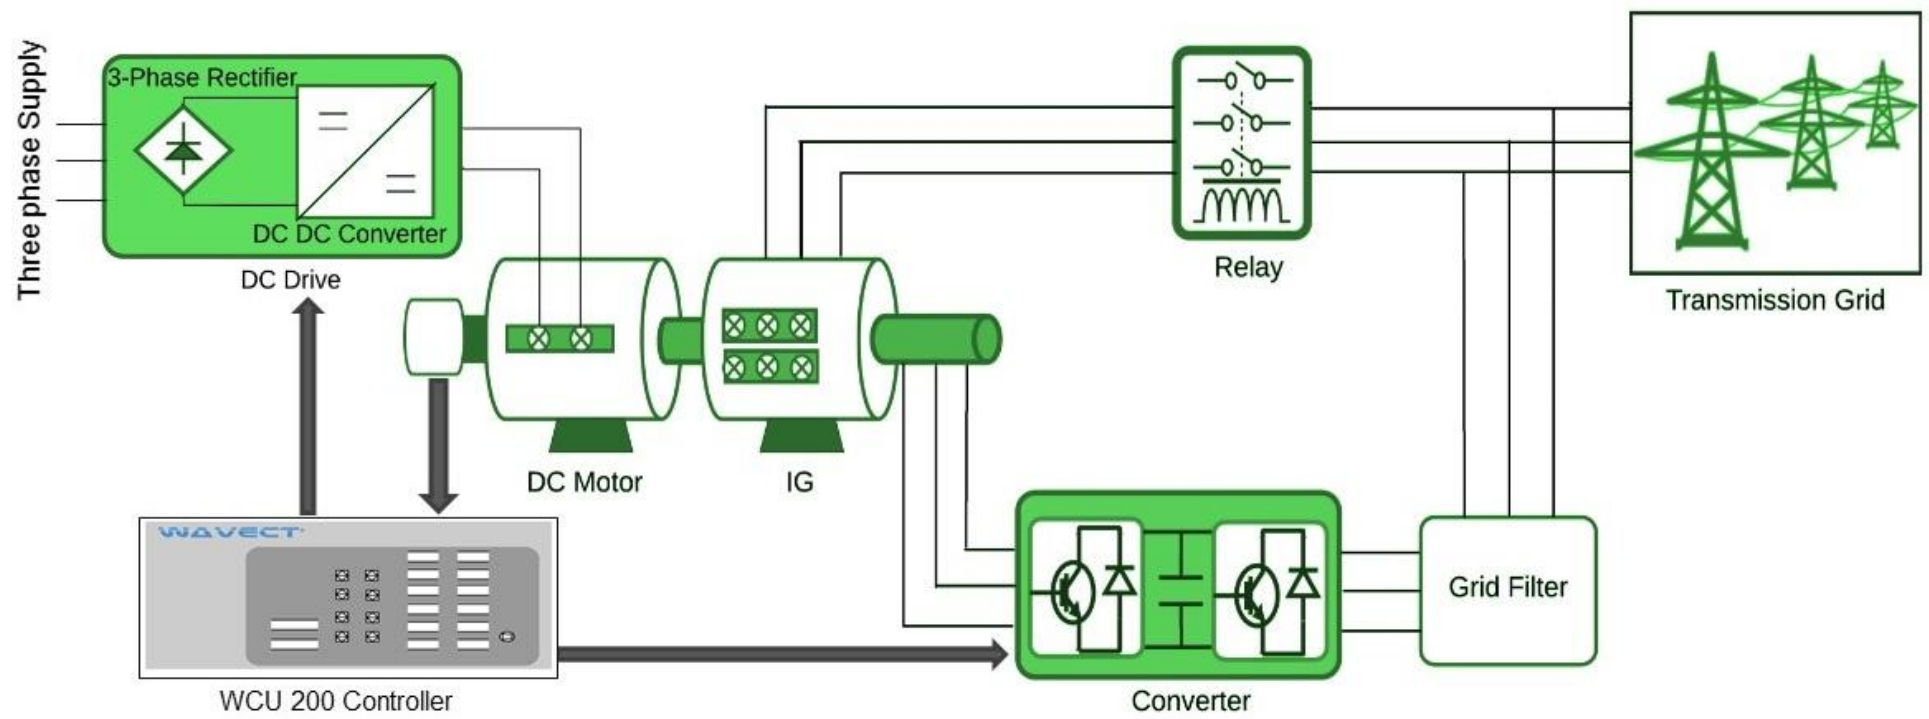 Three phase Supply
3-Phase Rectifier
DC DC Converter
DC Drive
Relay
Transmission Grid
DC Motor
IG
WAVECT
Grid Filter
WCU 200 Controller
Converter